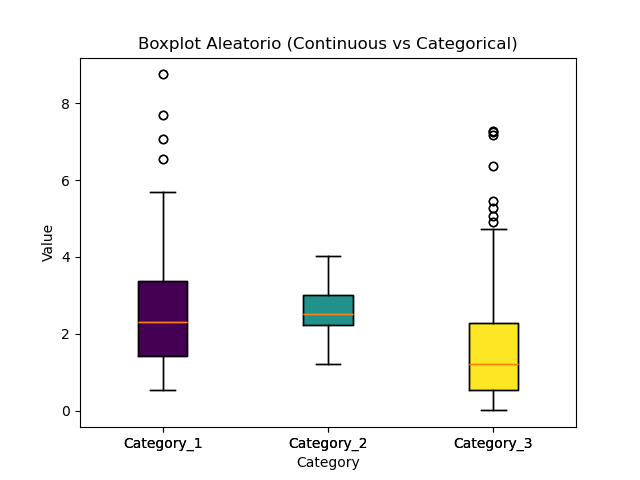 Boxplot Aleatorio (Continuous vs Categorical)
8
6
4
2
0
Value
Category_1 Category_2 Category_3
Category